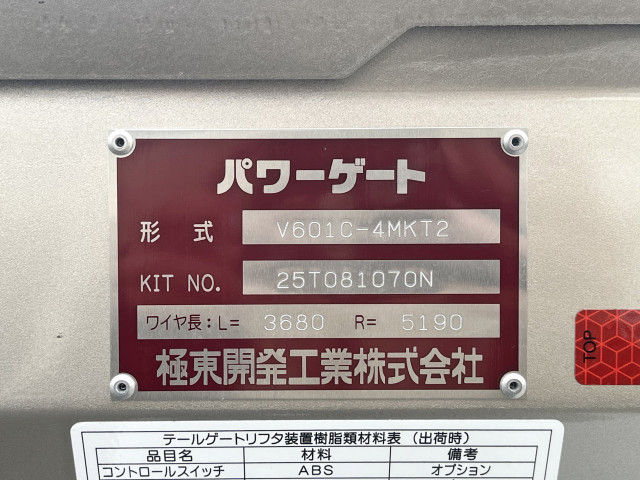 パワーゲート
形式 V601C-4MKT2
KIT NO. 25T081070N
ワイヤ長：L= 3680 R= 5190
極東開発工業株式会社
TOP
テールゲートリフタ装置樹脂類材料表（出荷時）
品目名 材料 備考
コントロールスイッチ ABS オプション